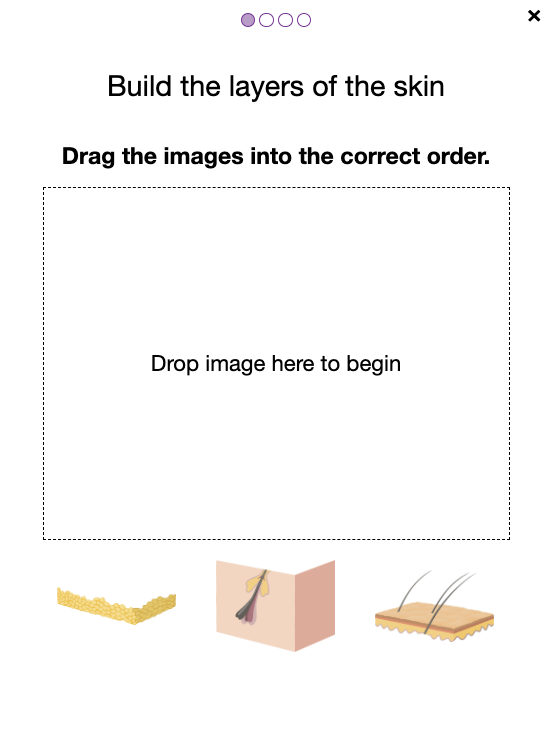 Build the layers of the skin
Drag the images into the correct order.
Drop image here to begin